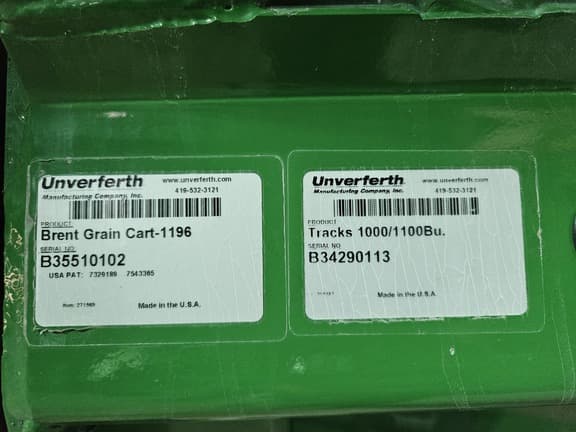 Unverferth
www.unverferth.com
Manufacturing Company, Inc.
419-532-3121
PRODUCT
Brent Grain Cart-1196
SERIAL NO.
B35510102
USA PAT: 7329189 7543365
Made in the U.S.A.
Unverferth
www.unverferth.com
Manufacturing Company, Inc.
419-532-3121
PRODUCT
Tracks 1000/1100Bu.
SERIAL NO
B34290113
Made in the U.S.A.